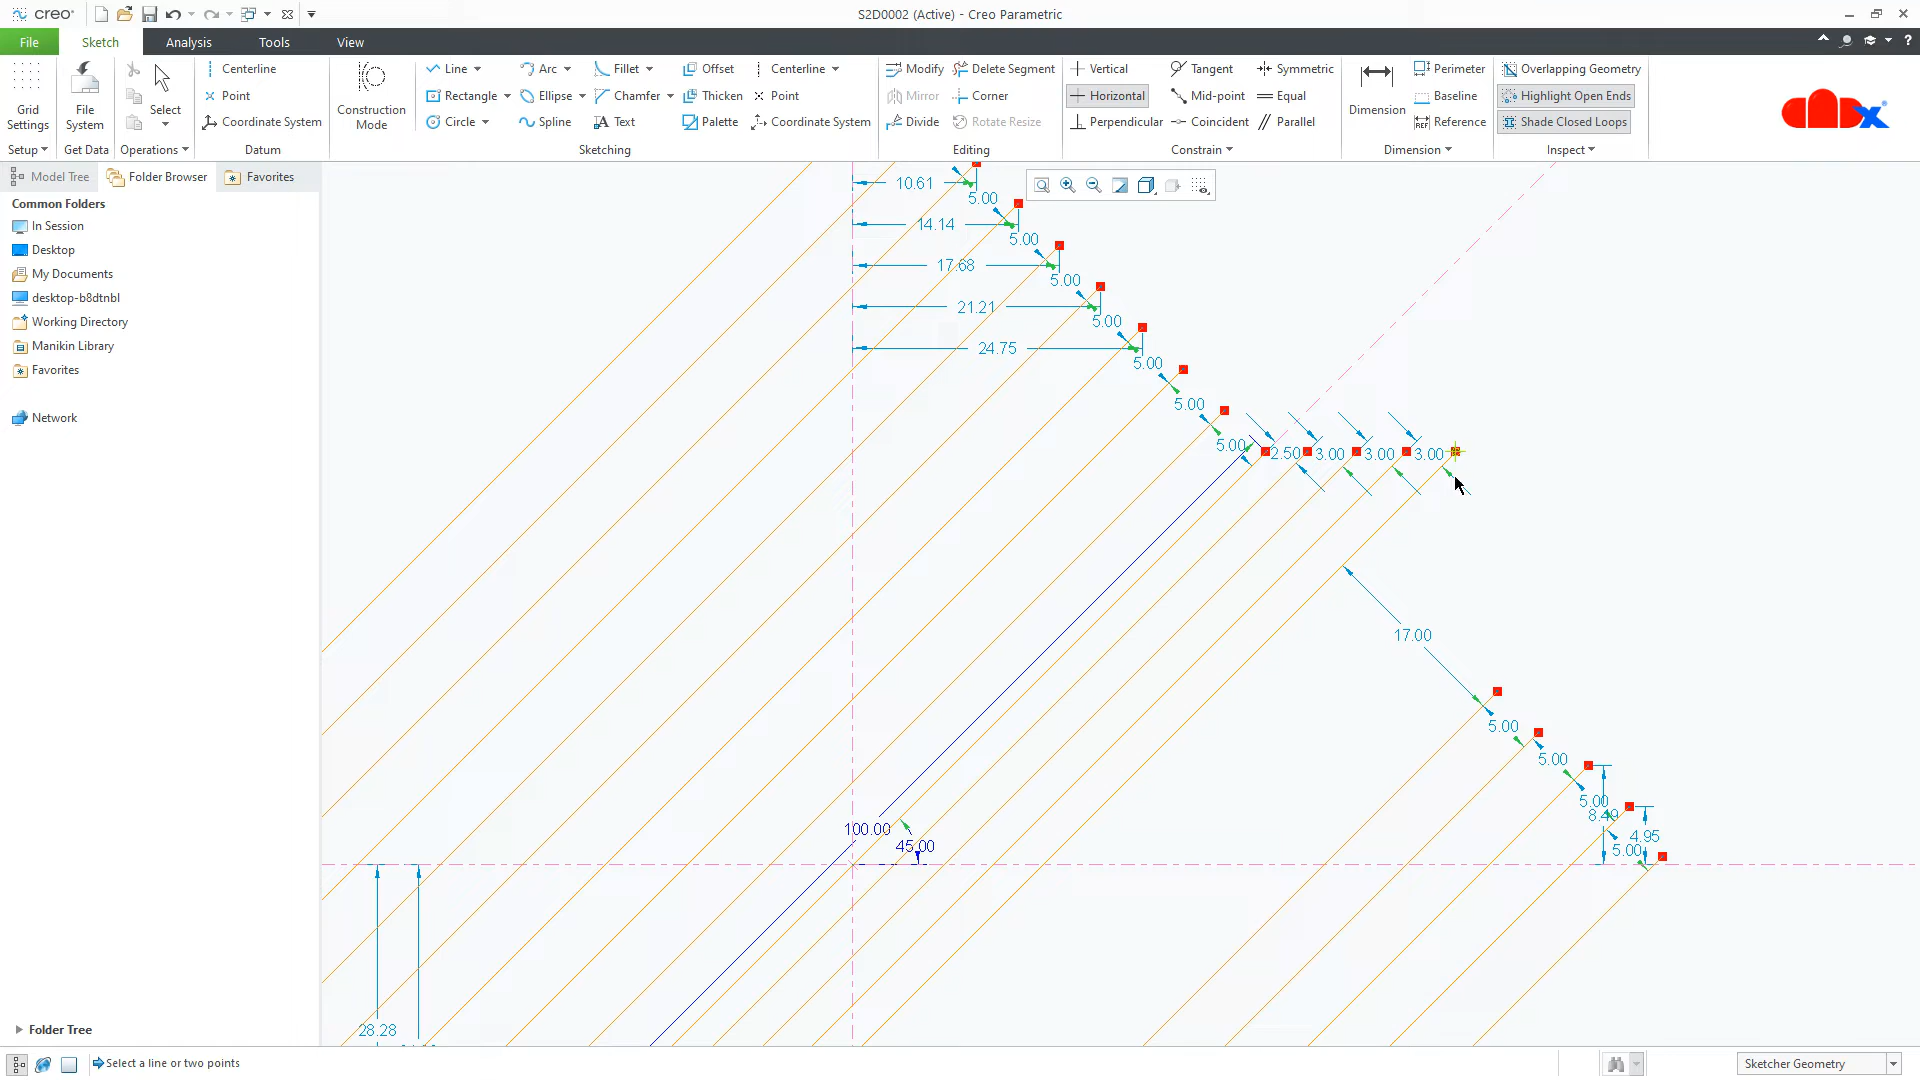 creo°
S2D0002 (Active) - Creo Parametric
File
Sketch
Analysis
Tools
View
Grid Settings
Setup
File System
Get Data
Select
Operations
Centerline
Point
Coordinate System
Datum
Construction Mode
Line
Rectangle
Circle
Arc
Ellipse
Spline
Fillet
Chamfer
Text
Offset
Thicken
Palette
Centerline
Point
Coordinate System
Sketching
Modify
Mirror
Divide
Delete Segment
Corner
Rotate Resize
Editing
Vertical
Horizontal
Perpendicular
Tangent
Mid-point
Coincident
Symmetric
Equal
Parallel
Constrain
Dimension
Perimeter
Baseline
Reference
Dimension
Overlapping Geometry
Highlight Open Ends
Shade Closed Loops
Inspect
Model Tree
Folder Browser
Favorites
Common Folders
In Session
Desktop
My Documents
desktop-b8dtnbl
Working Directory
Manikin Library
Favorites
Network
Folder Tree
10.61
5.00
14.14
5.00
17.68
5.00
21.21
5.00
24.75
5.00
5.00
5.00
2.50
3.00
3.00
3.00
17.00
5.00
5.00
5.00
8.49
4.95
5.00
100.00
45.00
28.28
Select a line or two points
Sketcher Geometry